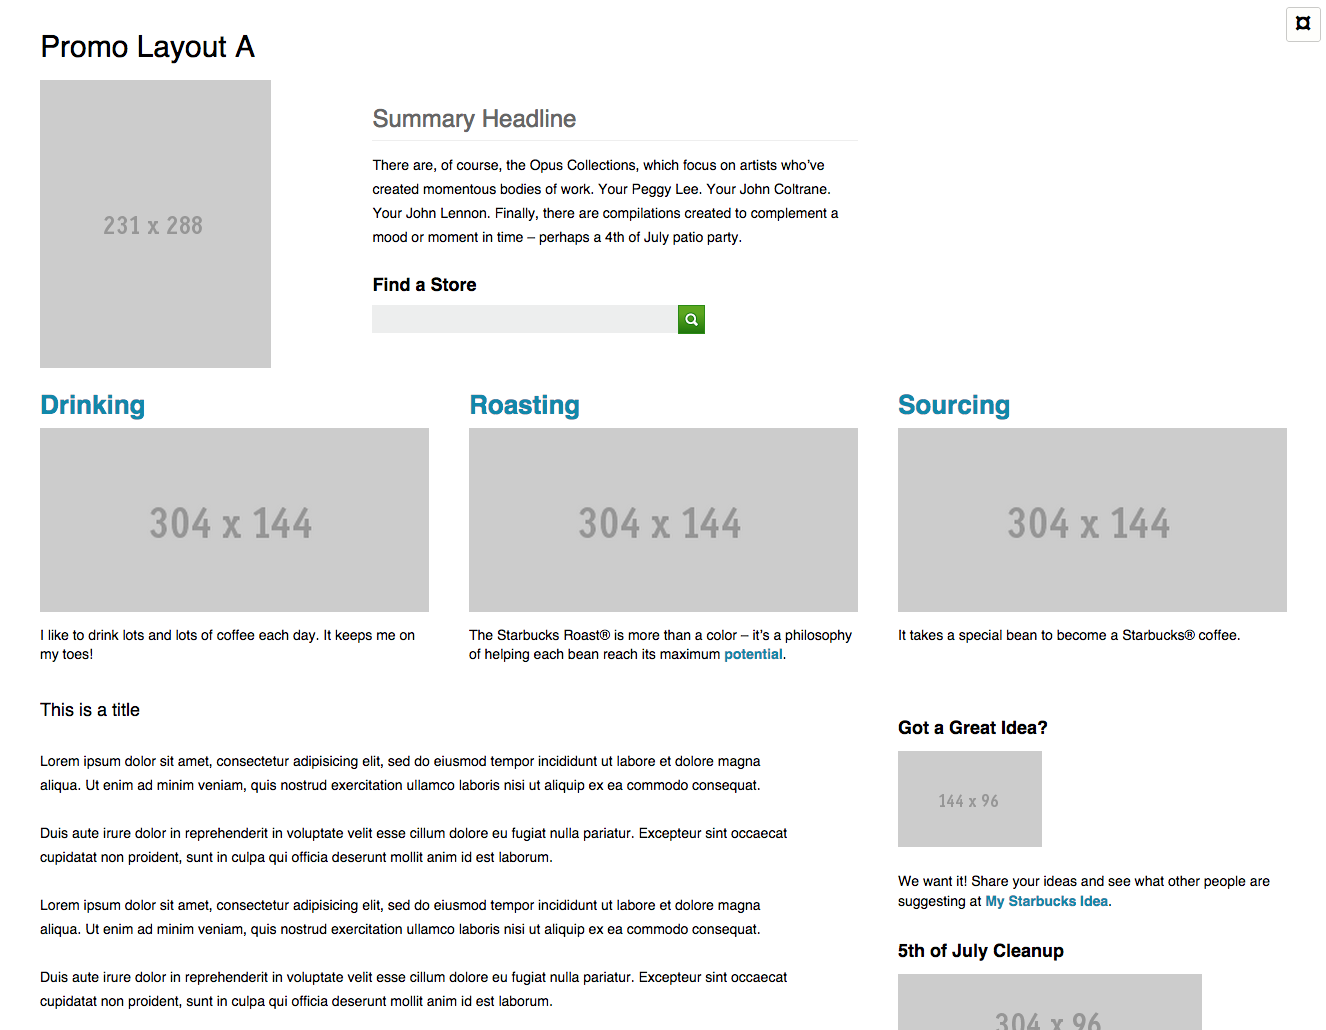 Promo Layout A
231 x 288
Summary Headline
There are, of course, the Opus Collections, which focus on artists who’ve
created momentous bodies of work. Your Peggy Lee. Your John Coltrane.
Your John Lennon. Finally, there are compilations created to complement a
mood or moment in time – perhaps a 4th of July patio party.
Find a Store
Drinking
304 x 144
I like to drink lots and lots of coffee each day. It keeps me on
my toes!
Roasting
304 x 144
The Starbucks Roast® is more than a color – it’s a philosophy
of helping each bean reach its maximum potential.
Sourcing
304 x 144
It takes a special bean to become a Starbucks® coffee.
This is a title
Lorem ipsum dolor sit amet, consectetur adipisicing elit, sed do eiusmod tempor incididunt ut labore et dolore magna
aliqua. Ut enim ad minim veniam, quis nostrud exercitation ullamco laboris nisi ut aliquip ex ea commodo consequat.
Duis aute irure dolor in reprehenderit in voluptate velit esse cillum dolore eu fugiat nulla pariatur. Excepteur sint occaecat
cupidatat non proident, sunt in culpa qui officia deserunt mollit anim id est laborum.
Lorem ipsum dolor sit amet, consectetur adipisicing elit, sed do eiusmod tempor incididunt ut labore et dolore magna
aliqua. Ut enim ad minim veniam, quis nostrud exercitation ullamco laboris nisi ut aliquip ex ea commodo consequat.
Duis aute irure dolor in reprehenderit in voluptate velit esse cillum dolore eu fugiat nulla pariatur. Excepteur sint occaecat
cupidatat non proident, sunt in culpa qui officia deserunt mollit anim id est laborum.
Got a Great Idea?
144 x 96
We want it! Share your ideas and see what other people are
suggesting at My Starbucks Idea.
5th of July Cleanup
304 x 96